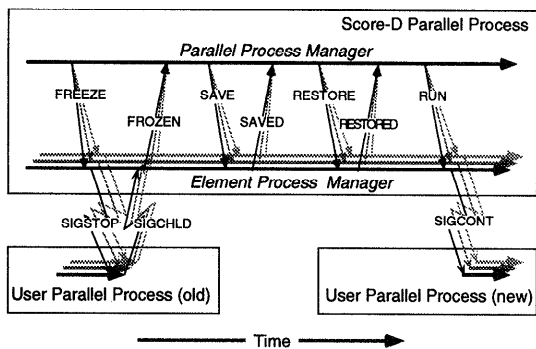 Score-D Parallel Process
Parallel Process Manager
FREEZE
SAVE
RESTORE
RUN
FROZEN
SAVED
RESTORED
Element Process Manager
SIGSTOP
SIGCHLD
SIGCONT
User Parallel Process (old)
User Parallel Process (new)
Time